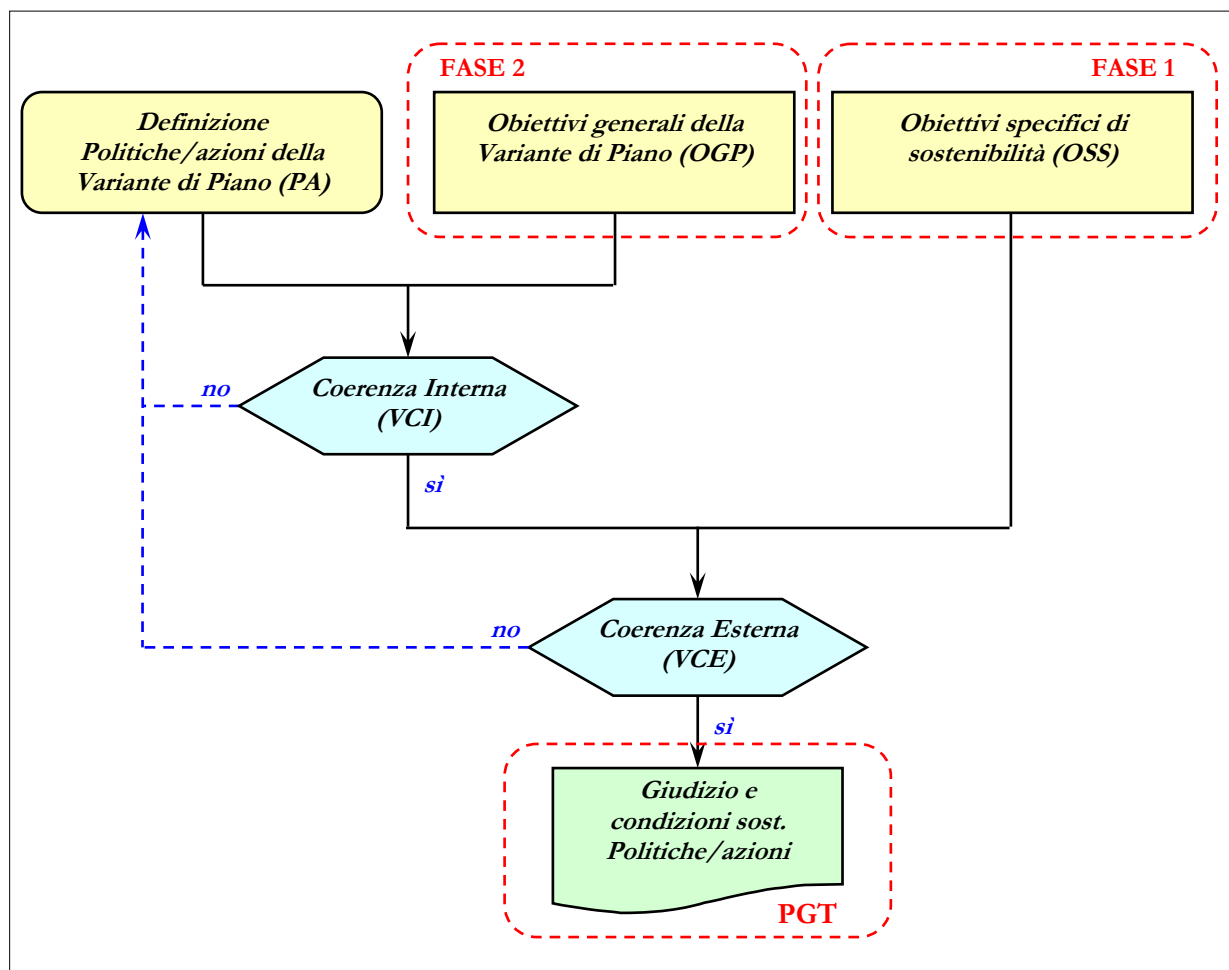 FASE 2
FASE 1
Definizione
Politiche/azioni della
Variante di Piano (PA)
Obiettivi generali della
Variante di Piano (OGP)
Obiettivi specifici di
sostenibilità (OSS)
no
Coerenza Interna
(VCI)
sì
no
Coerenza Esterna
(VCE)
sì
Giudizio e
condizioni sost.
Politiche/azioni
PGT